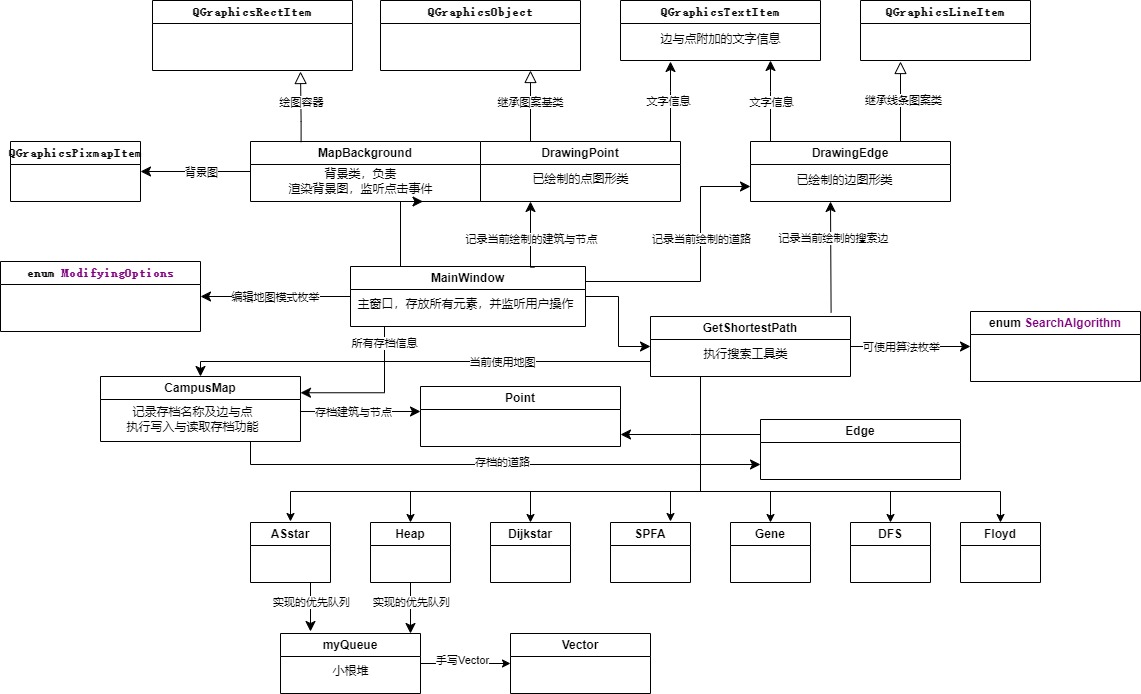 QGraphicsRectItem
QGraphicsObject
QGraphicsTextItem
边与点附加的文字信息
QGraphicsLineItem
绘图容器
继承图案基类
文字信息
文字信息
继承线条图案类
QGraphicsPixmapItem
背景图
MapBackground
背景类，负责
渲染背景图，监听点击事件
DrawingPoint
已绘制的点图形类
DrawingEdge
已绘制的边图形类
记录当前绘制的建筑与节点
记录当前绘制的道路
记录当前绘制的搜索边
enum ModifyingOptions
编辑地图模式枚举
MainWindow
主窗口，存放所有元素，并监听用户操作
GetShortestPath
执行搜索工具类
可使用算法枚举
enum SearchAlgorithm
所有存档信息
当前使用地图
CampusMap
记录存档名称及边与点
执行写入与读取存档功能
存档建筑与节点
Point
Edge
存档的道路
ASstar
Heap
Dijkstar
SPFA
Gene
DFS
Floyd
实现的优先队列
实现的优先队列
myQueue
小根堆
手写Vector
Vector